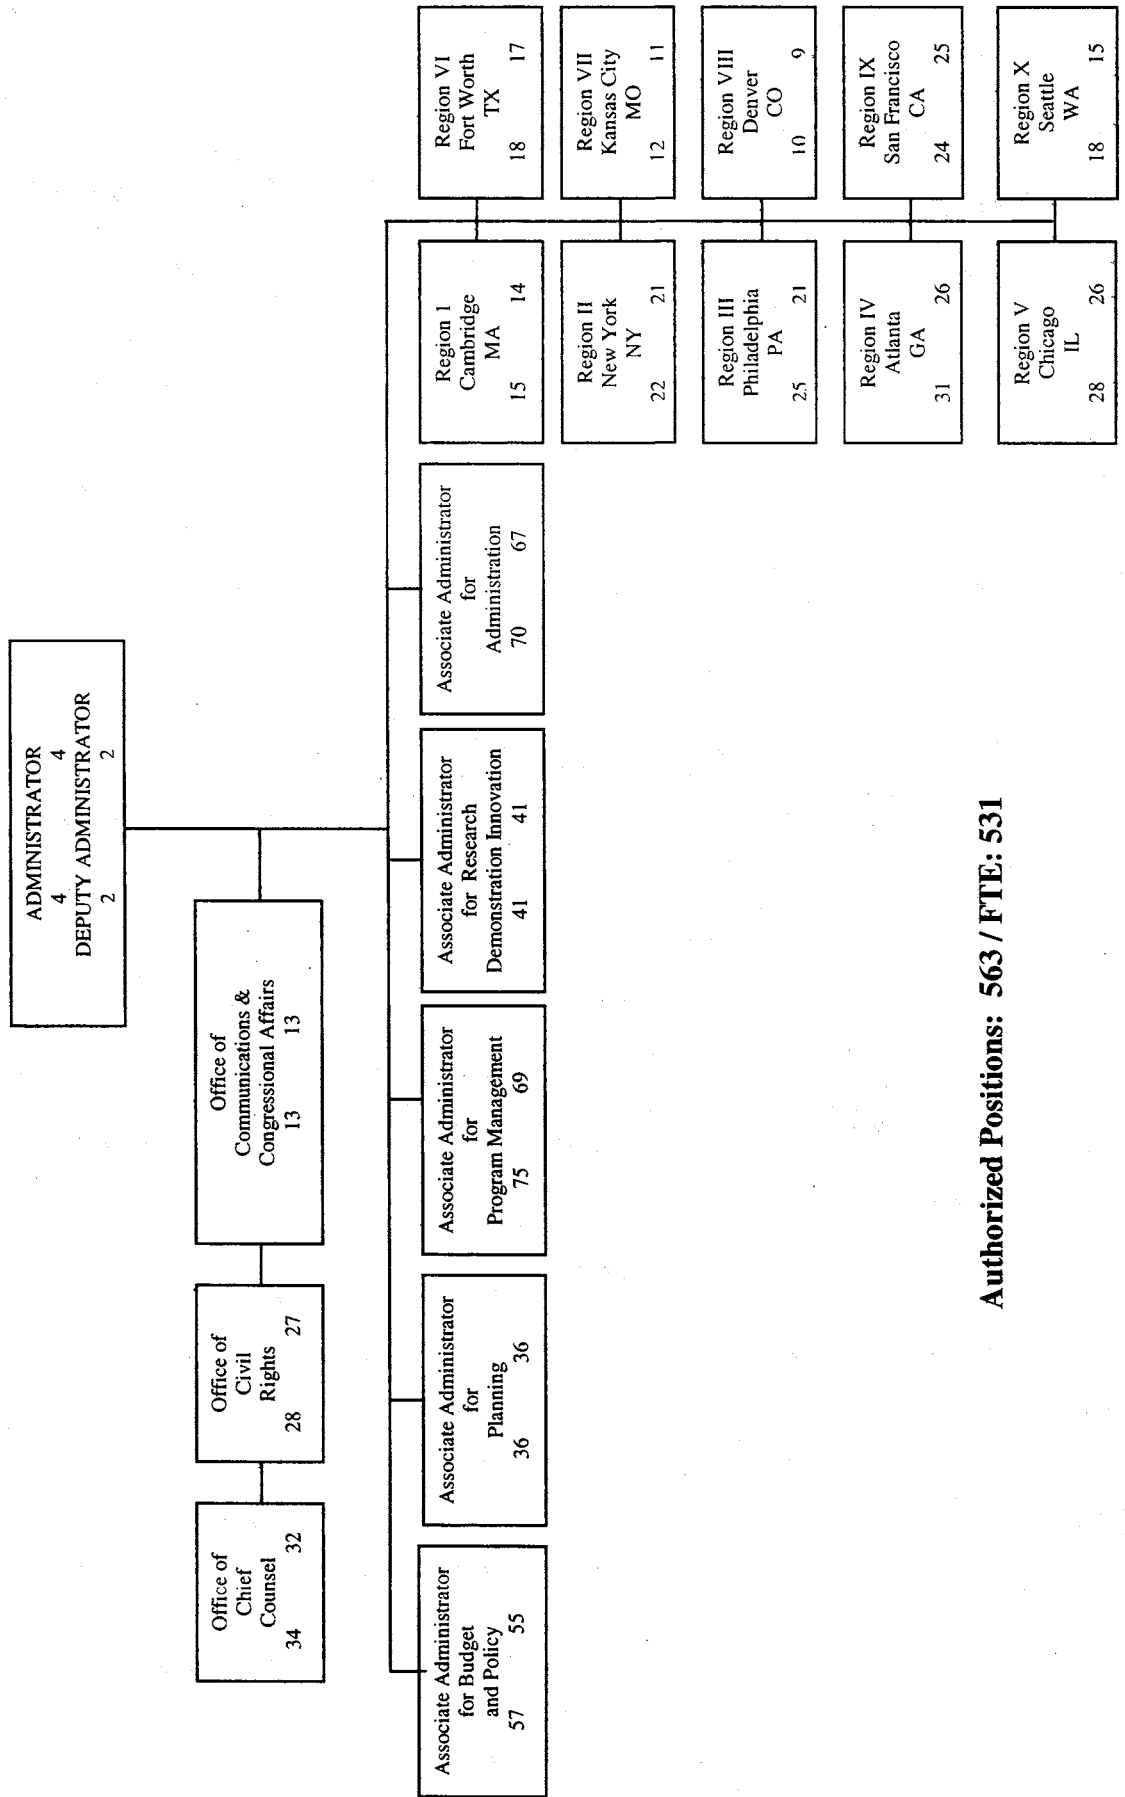 ADMINISTRATOR
4 4
DEPUTY ADMINISTRATOR
2 2
Office of
Chief
Counsel
34 32
Office of
Civil
Rights
28 27
Office of
Communications &
Congressional Affairs
13 13
Associate Administrator
for Budget
and Policy
57 55
Associate Administrator
for
Planning
36 36
Associate Administrator
for
Program Management
75 69
Associate Administrator
for Research
Demonstration Innovation
41 41
Associate Administrator
for
Administration
70 67
Region 1
Cambridge
MA
15 14
Region II
New York
NY
22 21
Region III
Philadelphia
PA
25 21
Region IV
Atlanta
GA
31 26
Region V
Chicago
IL
28 26
Region VI
Fort Worth
TX
18 17
Region VII
Kansas City
MO
12 11
Region VIII
Denver
CO
10 9
Region IX
San Francisco
CA
24 25
Region X
Seattle
WA
18 15
Authorized Positions: 563 / FTE: 531